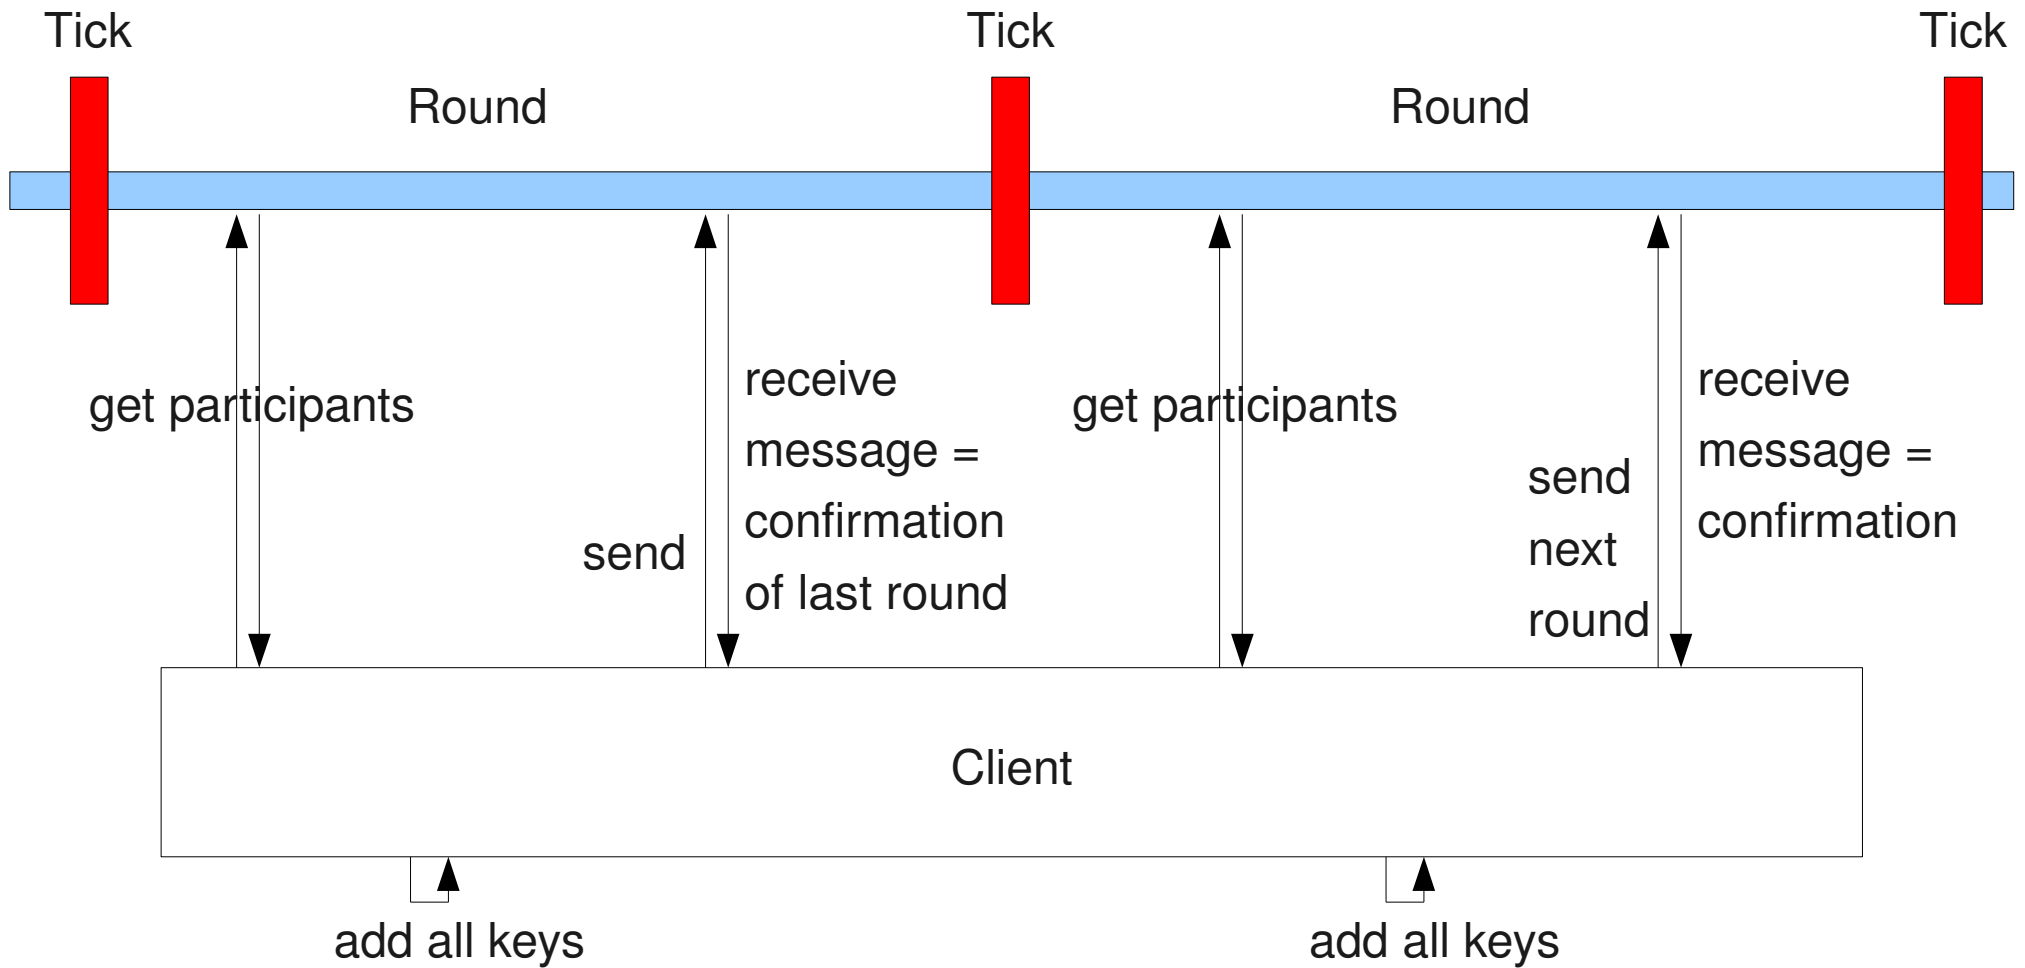 Tick
Tick
Tick
Round
Round
get participants
send
receive
message =
confirmation
of last round
get participants
send
next
round
receive
message =
confirmation
Client
add all keys
add all keys